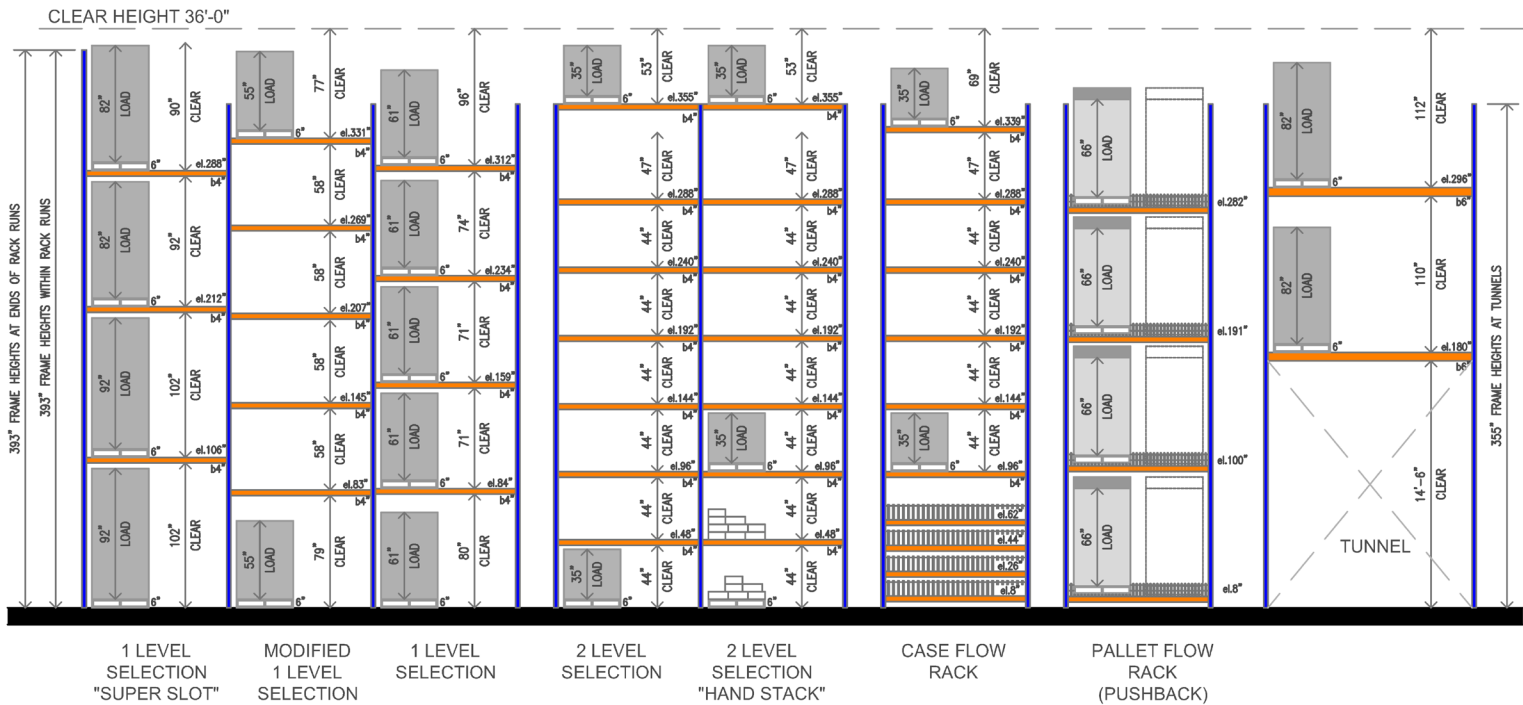 CLEAR HEIGHT 36'-0"
393" FRAME HEIGHTS AT ENDS OF RACK RUNS
393" FRAME HEIGHTS WITHIN RACK RUNS
82" LOAD
6"
90" CLEAR
el.288"
b4"
82" LOAD
6"
92" CLEAR
el.212"
b4"
92" LOAD
6"
102" CLEAR
el.106"
b4"
92" LOAD
6"
102" CLEAR
55" LOAD
6"
77" CLEAR
el.331"
b4"
58" CLEAR
el.269"
b4"
58" CLEAR
el.207"
b4"
58" CLEAR
el.145"
b4"
58" CLEAR
el.83"
b4"
55" LOAD
6"
79" CLEAR
61" LOAD
6"
96" CLEAR
el.312"
b4"
61" LOAD
6"
74" CLEAR
el.234"
b4"
61" LOAD
6"
71" CLEAR
el.159"
b4"
61" LOAD
6"
71" CLEAR
el.84"
b4"
61" LOAD
6"
80" CLEAR
35" LOAD
6"
53" CLEAR
el.355"
b4"
47" CLEAR
el.288"
b4"
44" CLEAR
el.240"
b4"
44" CLEAR
el.192"
b4"
44" CLEAR
el.144"
b4"
44" CLEAR
el.96"
b4"
44" CLEAR
el.48"
b4"
35" LOAD
6"
44" CLEAR
35" LOAD
6"
53" CLEAR
el.355"
b4"
47" CLEAR
el.288"
b4"
44" CLEAR
el.240"
b4"
44" CLEAR
el.192"
b4"
44" CLEAR
el.144"
b4"
35" LOAD
6"
44" CLEAR
el.96"
b4"
44" CLEAR
el.48"
b4"
6"
44" CLEAR
35" LOAD
6"
69" CLEAR
el.339"
b4"
47" CLEAR
el.288"
b4"
44" CLEAR
el.240"
b4"
44" CLEAR
el.192"
b4"
44" CLEAR
el.144"
b4"
35" LOAD
6"
44" CLEAR
el.96"
b4"
el.62"
el.44"
el.26"
el.8"
66" LOAD
el.282"
66" LOAD
el.191"
66" LOAD
el.100"
66" LOAD
el.8"
82" LOAD
6"
112" CLEAR
el.296"
b6"
82" LOAD
6"
110" CLEAR
el.180"
b6"
14'-6" CLEAR
TUNNEL
355" FRAME HEIGHTS AT TUNNELS
1 LEVEL
SELECTION
"SUPER SLOT"
MODIFIED
1 LEVEL
SELECTION
1 LEVEL
SELECTION
2 LEVEL
SELECTION
2 LEVEL
SELECTION
"HAND STACK"
CASE FLOW
RACK
PALLET FLOW
RACK
(PUSHBACK)